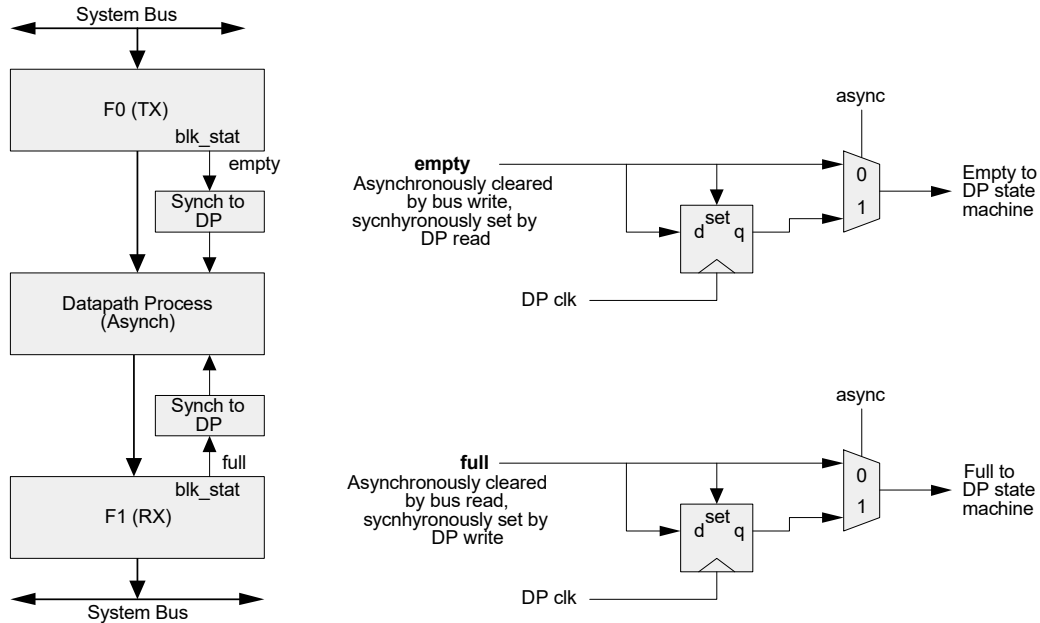 System Bus
F0 (TX)
blk_stat
empty
Synch to
DP
Datapath Process
(Asynch)
Synch to
DP
full
blk_stat
F1 (RX)
System Bus
async
empty
Asynchronously cleared
by bus write,
sycnhyronously set by
DP read
0
1
set
d q
DP clk
Empty to
DP state
machine
async
full
Asynchronously cleared
by bus read,
sycnhyronously set by
DP write
0
1
set
d q
DP clk
Full to
DP state
machine